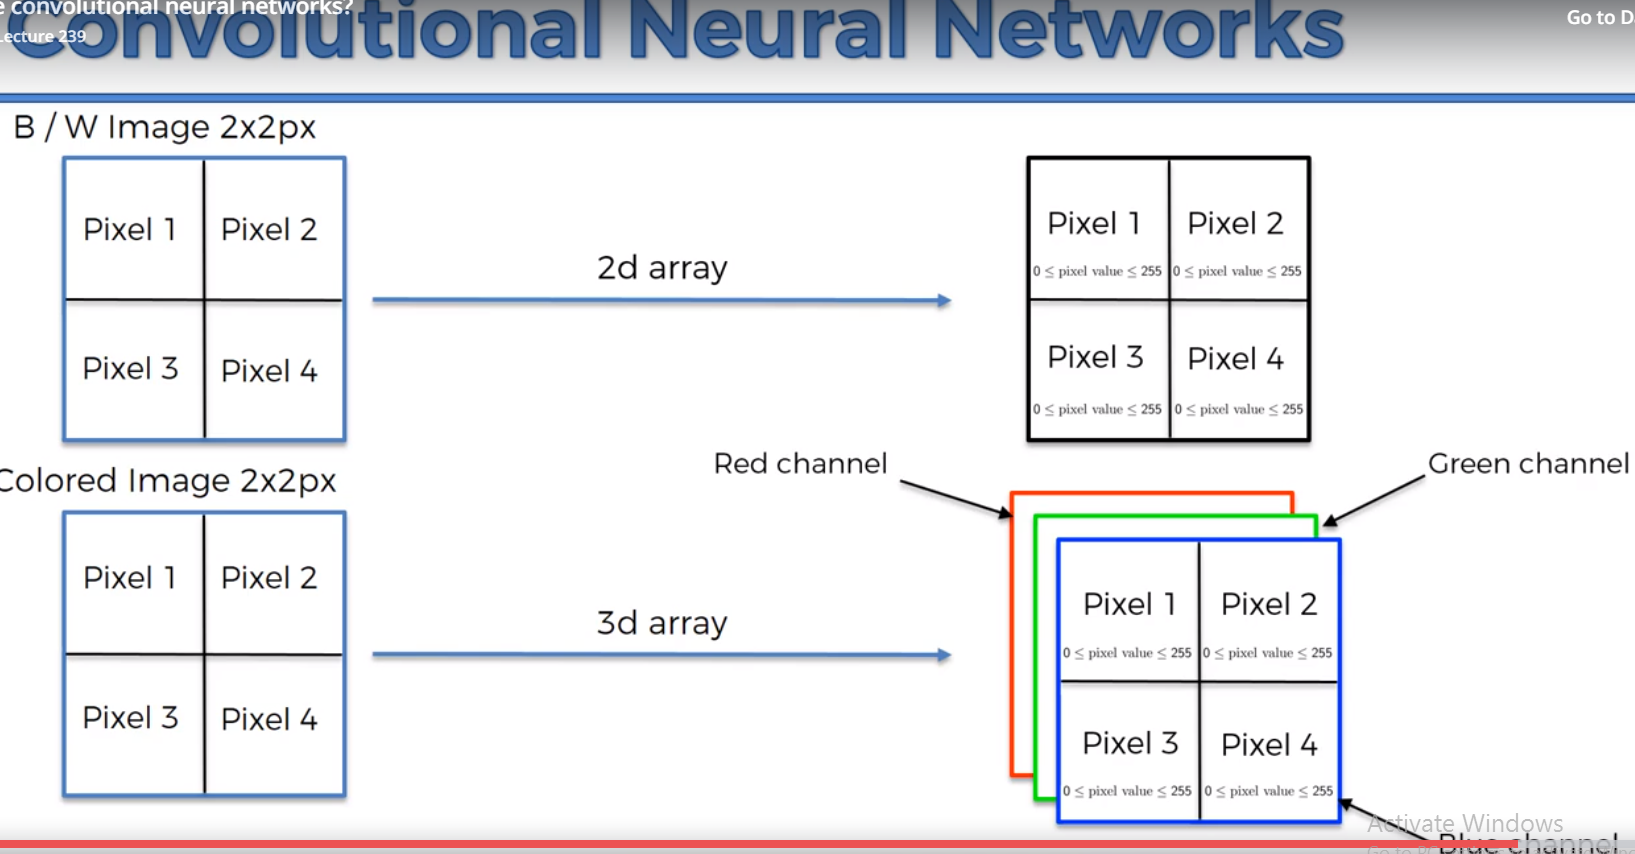 e convolutional neural networks?
Lecture 239
Go to D
Convolutional Neural Networks
B / W Image 2x2px
Pixel 1 Pixel 2
Pixel 3 Pixel 4
2d array
Pixel 1 Pixel 2
0 ≤ pixel value ≤ 255 0 ≤ pixel value ≤ 255
Pixel 3 Pixel 4
0 ≤ pixel value ≤ 255 0 ≤ pixel value ≤ 255
Colored Image 2x2px
Pixel 1 Pixel 2
Pixel 3 Pixel 4
3d array
Red channel
Green channel
Pixel 1 Pixel 2
0 ≤ pixel value ≤ 255 0 ≤ pixel value ≤ 255
Pixel 3 Pixel 4
0 ≤ pixel value ≤ 255 0 ≤ pixel value ≤ 255
Blue channel
Activate Windows